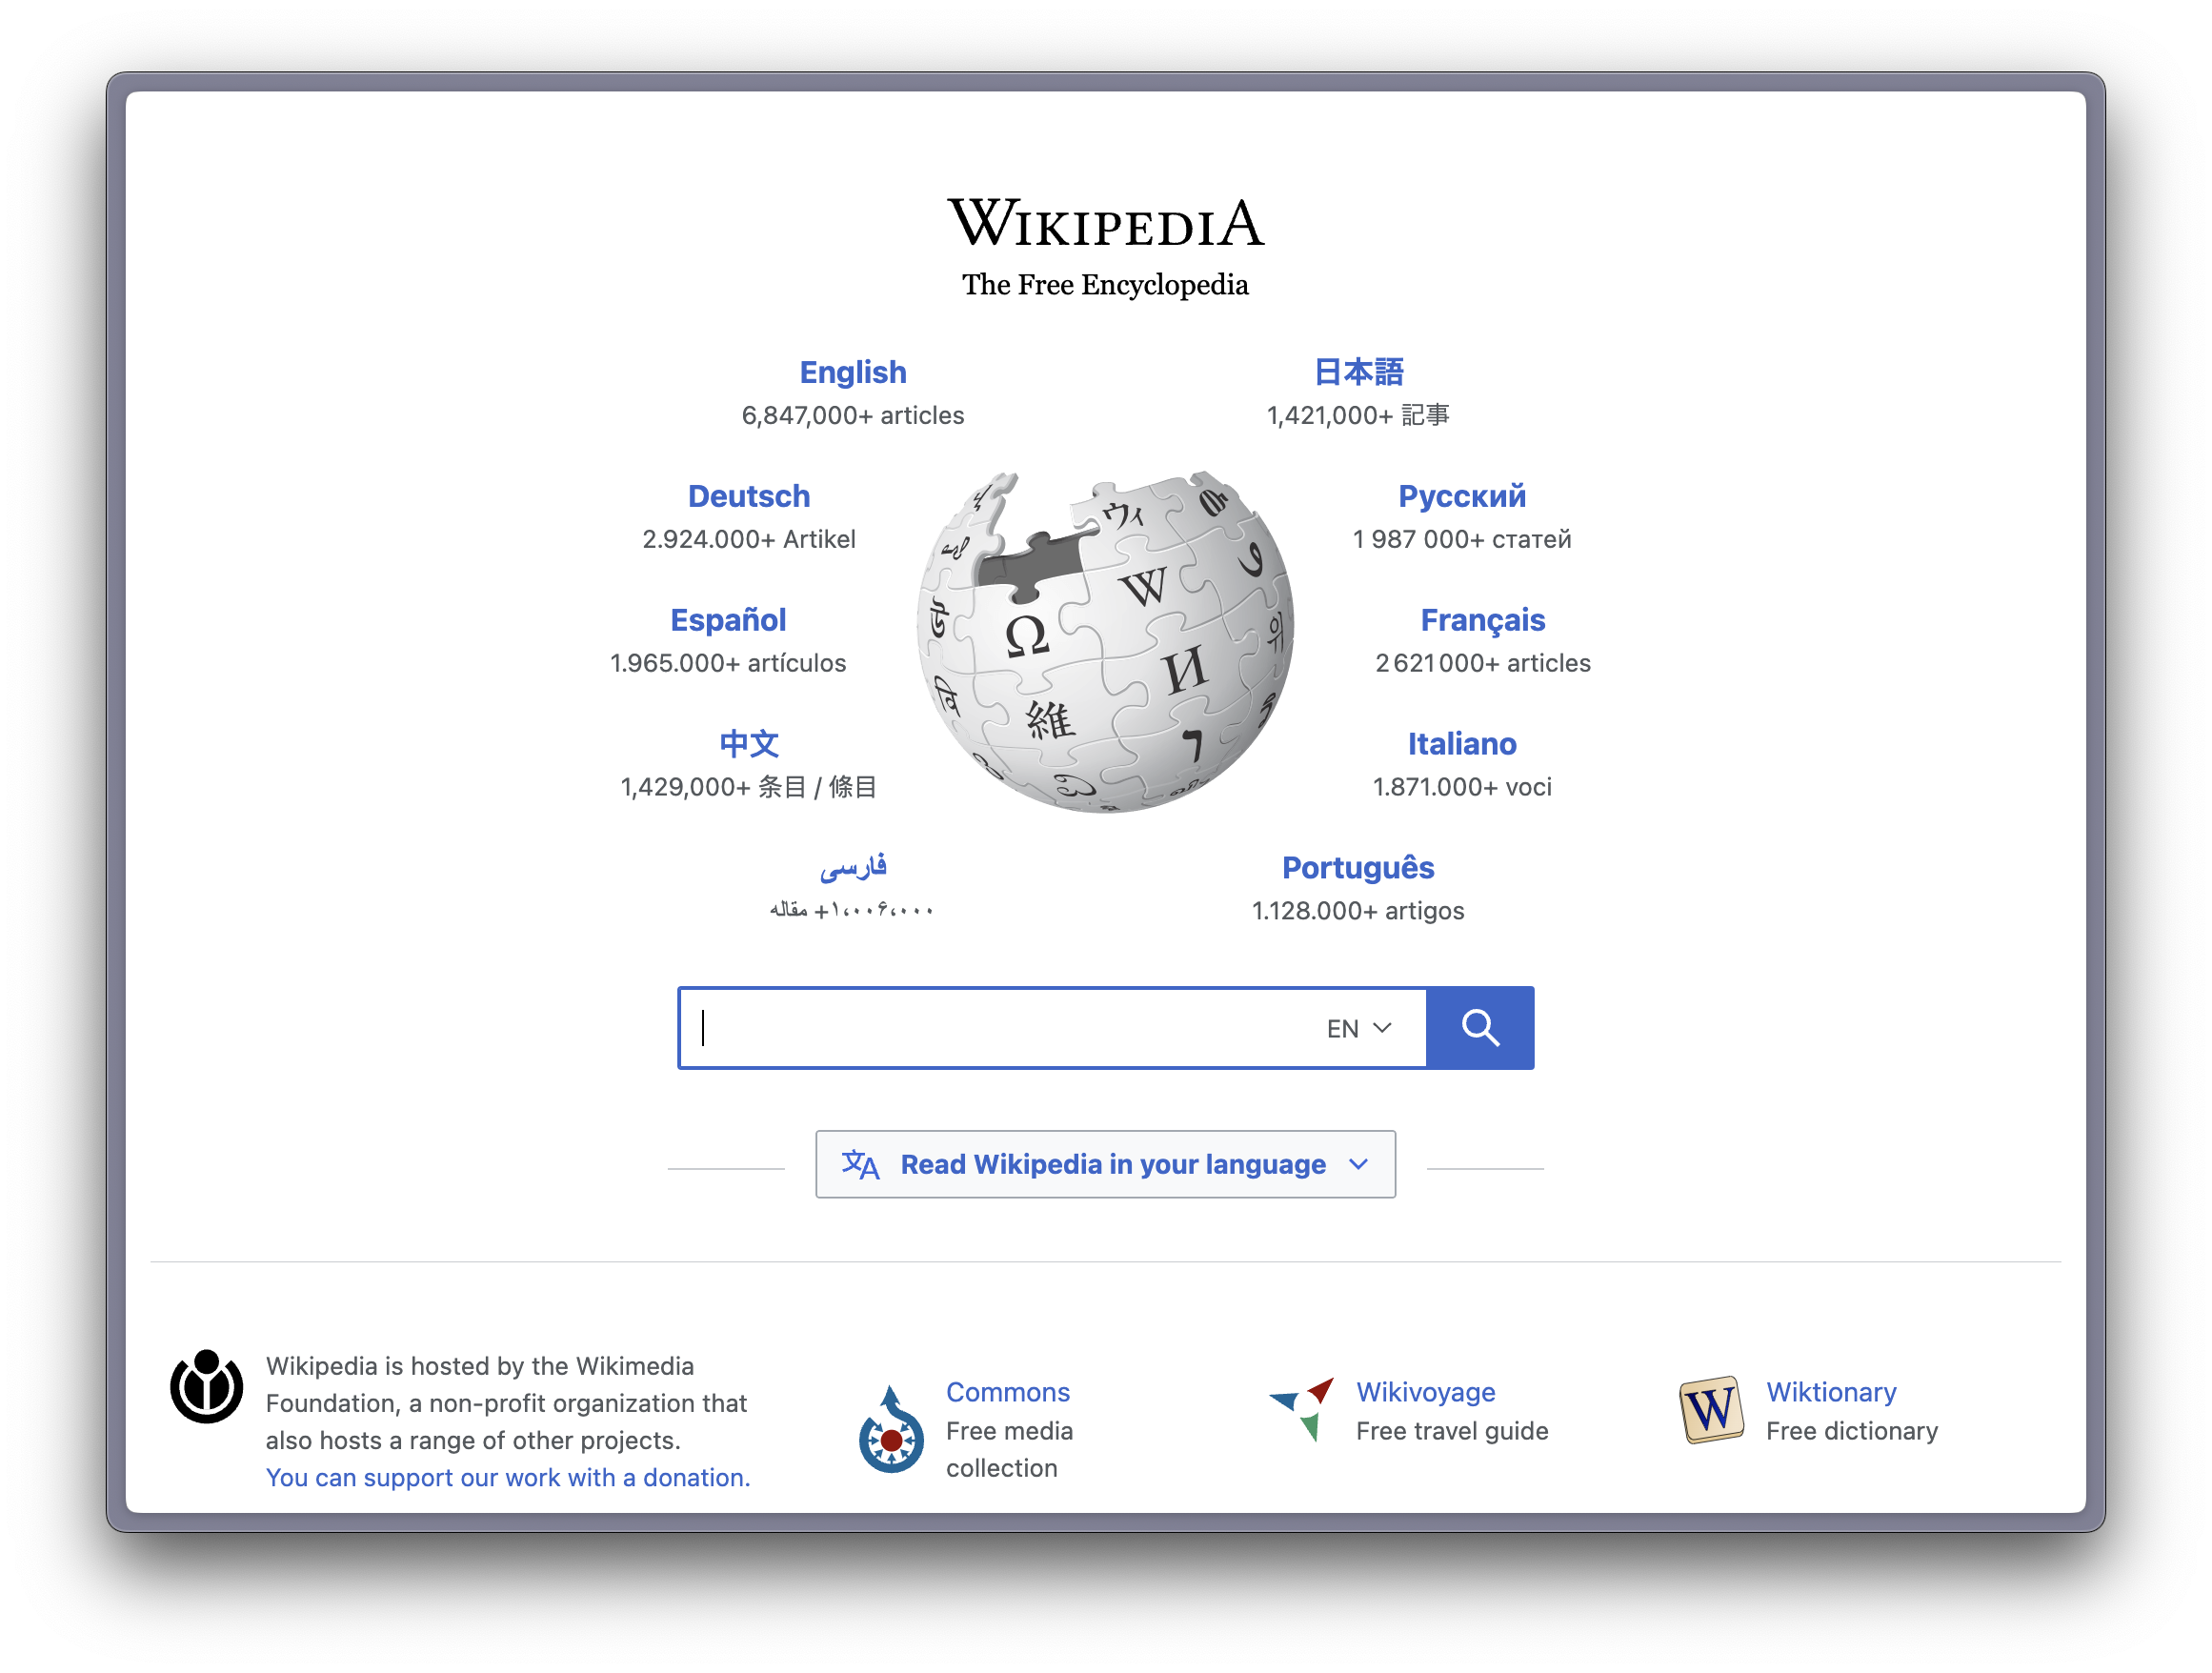 WIKIPEDIA
The Free Encyclopedia
English
6,847,000+ articles
日本語
1,421,000+ 記事
Deutsch
2.924.000+ Artikel
Русский
1 987 000+ статей
Español
1.965.000+ artículos
Français
2 621 000+ articles
中文
1,429,000+ 条目 / 條目
Italiano
1.871.000+ voci
فارسی
۱٬۰۰۶٬۰۰۰+ مقاله
Português
1.128.000+ artigos
ウィ
W
Ω
И
維
EN
Read Wikipedia in your language
Wikipedia is hosted by the Wikimedia
Foundation, a non-profit organization that
also hosts a range of other projects.
You can support our work with a donation.
Commons
Free media
collection
Wikivoyage
Free travel guide
W
Wiktionary
Free dictionary